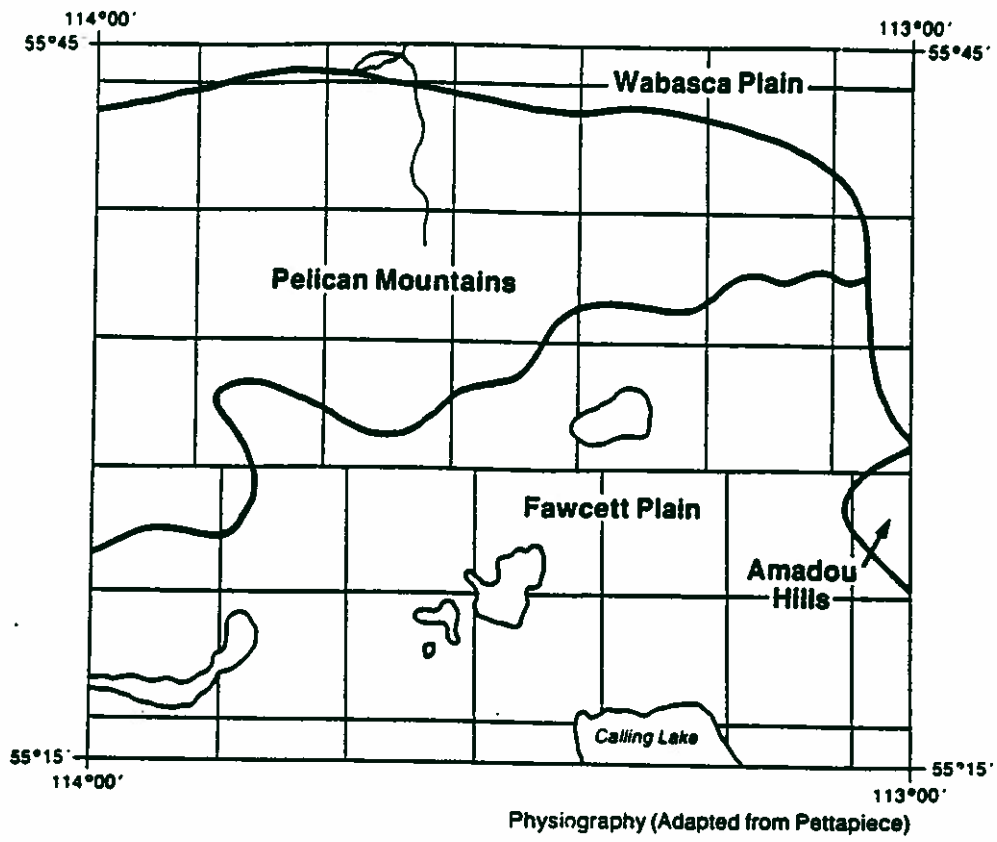 114°00′
113°00′
55°45′
55°45′
Wabasca Plain
Pelican Mountains
Fawcett Plain
Amadou
Hills
Calling Lake
55°15′
55°15′
114°00′
113°00′
Physiography (Adapted from Pettapiece)